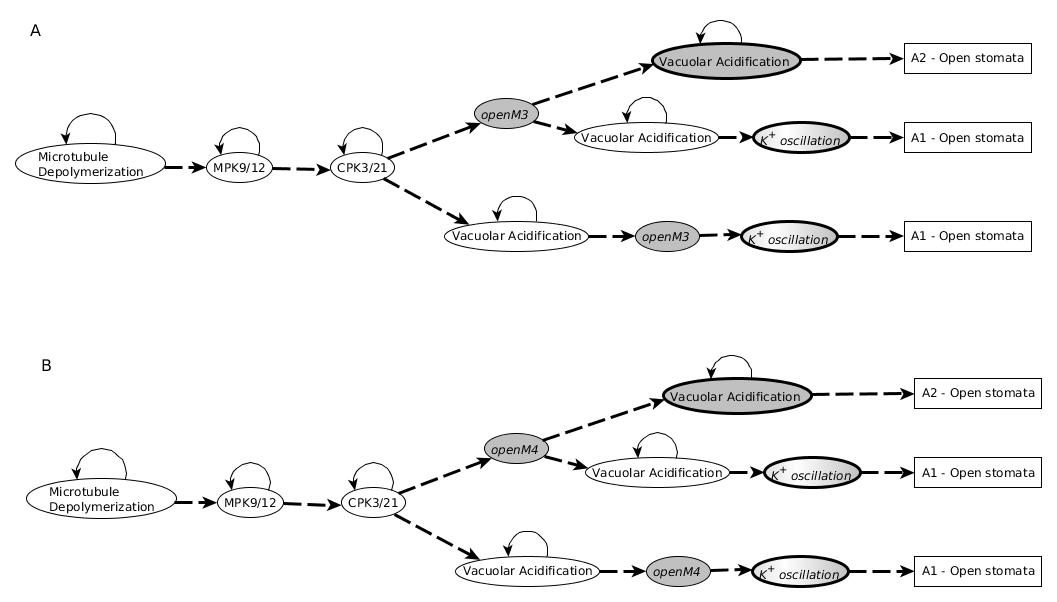 A
Vacuolar Acidification
A2 - Open stomata
openM3
Vacuolar Acidification
K+ oscillation
A1 - Open stomata
Microtubule
Depolymerization
MPK9/12
CPK3/21
Vacuolar Acidification
openM3
K+ oscillation
A1 - Open stomata
B
Vacuolar Acidification
A2 - Open stomata
openM4
Vacuolar Acidification
K+ oscillation
A1 - Open stomata
Microtubule
Depolymerization
MPK9/12
CPK3/21
Vacuolar Acidification
openM4
K+ oscillation
A1 - Open stomata